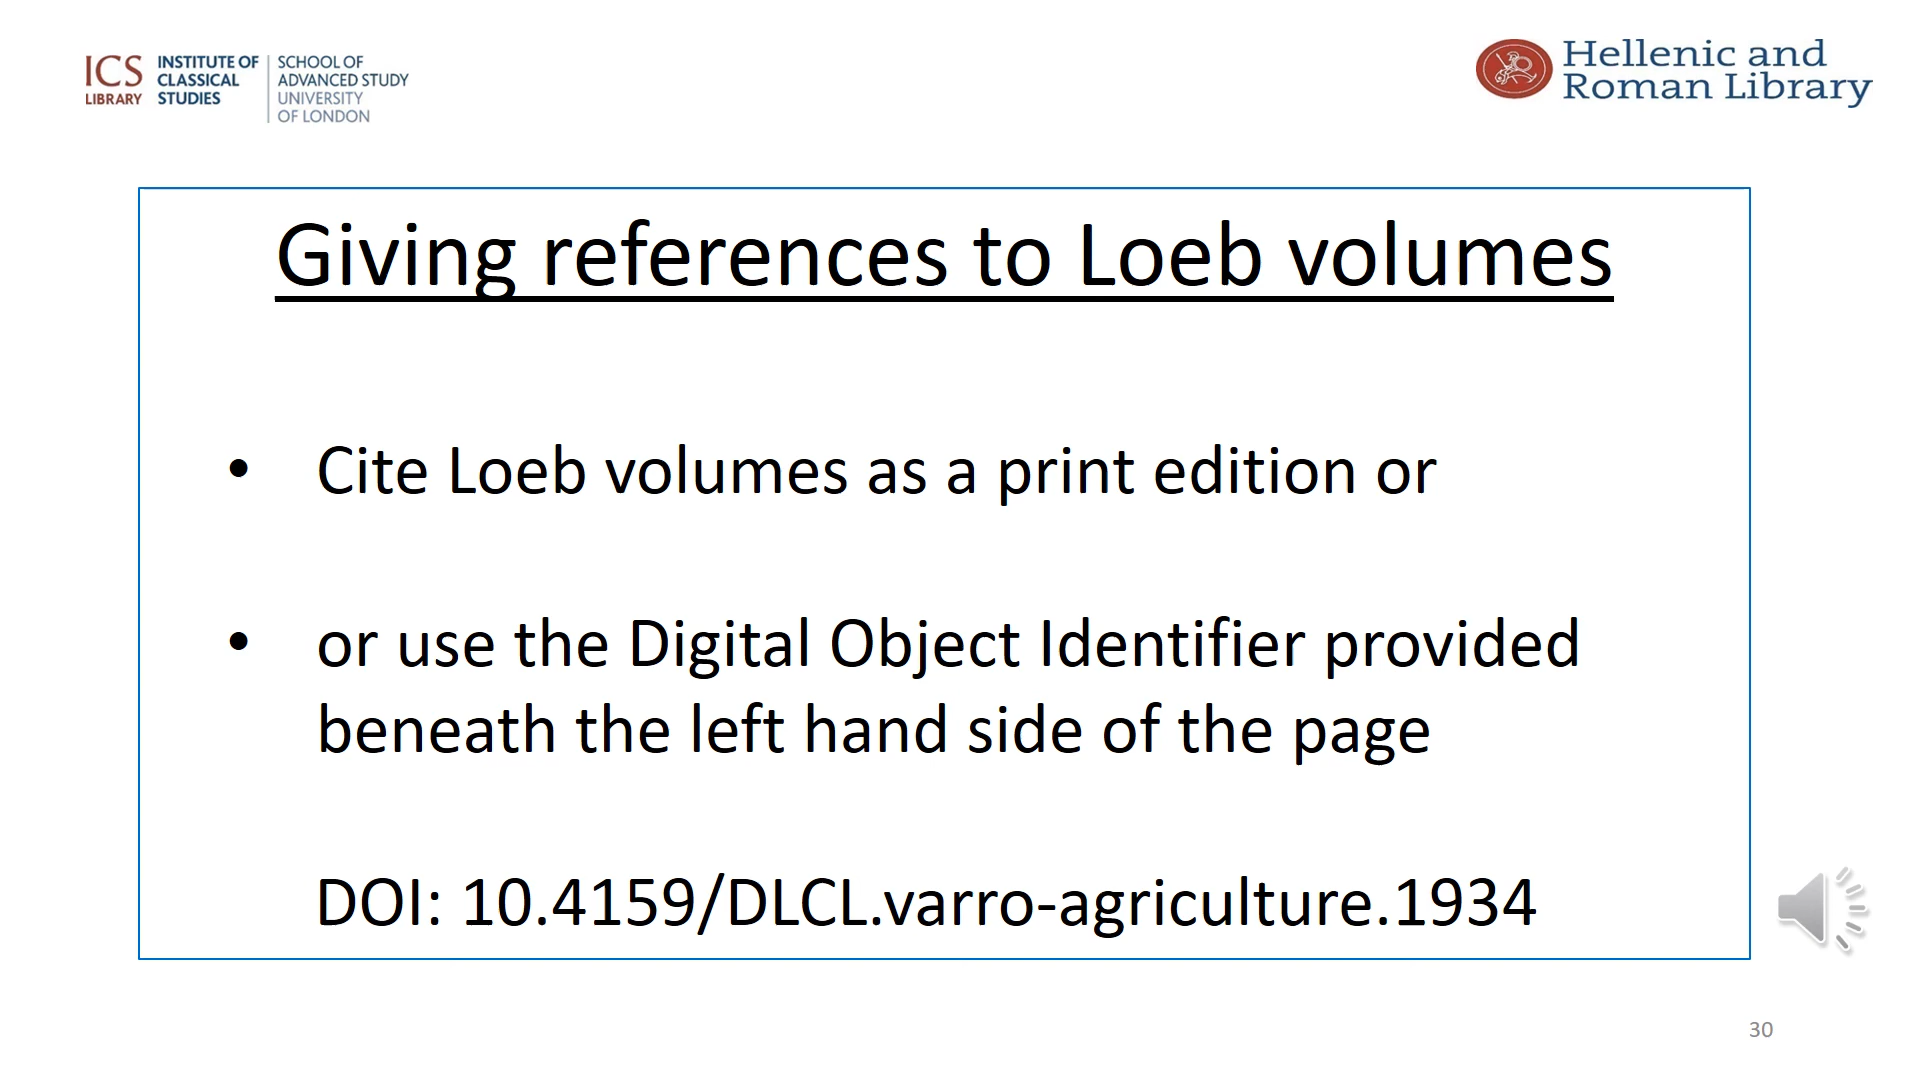 ICS
LIBRARY
INSTITUTE OF
CLASSICAL
STUDIES
SCHOOL OF
ADVANCED STUDY
UNIVERSITY
OF LONDON
Hellenic and
Roman Library
Giving references to Loeb volumes
• Cite Loeb volumes as a print edition or
• or use the Digital Object Identifier provided
beneath the left hand side of the page
DOI: 10.4159/DLCL.varro-agriculture.1934
30